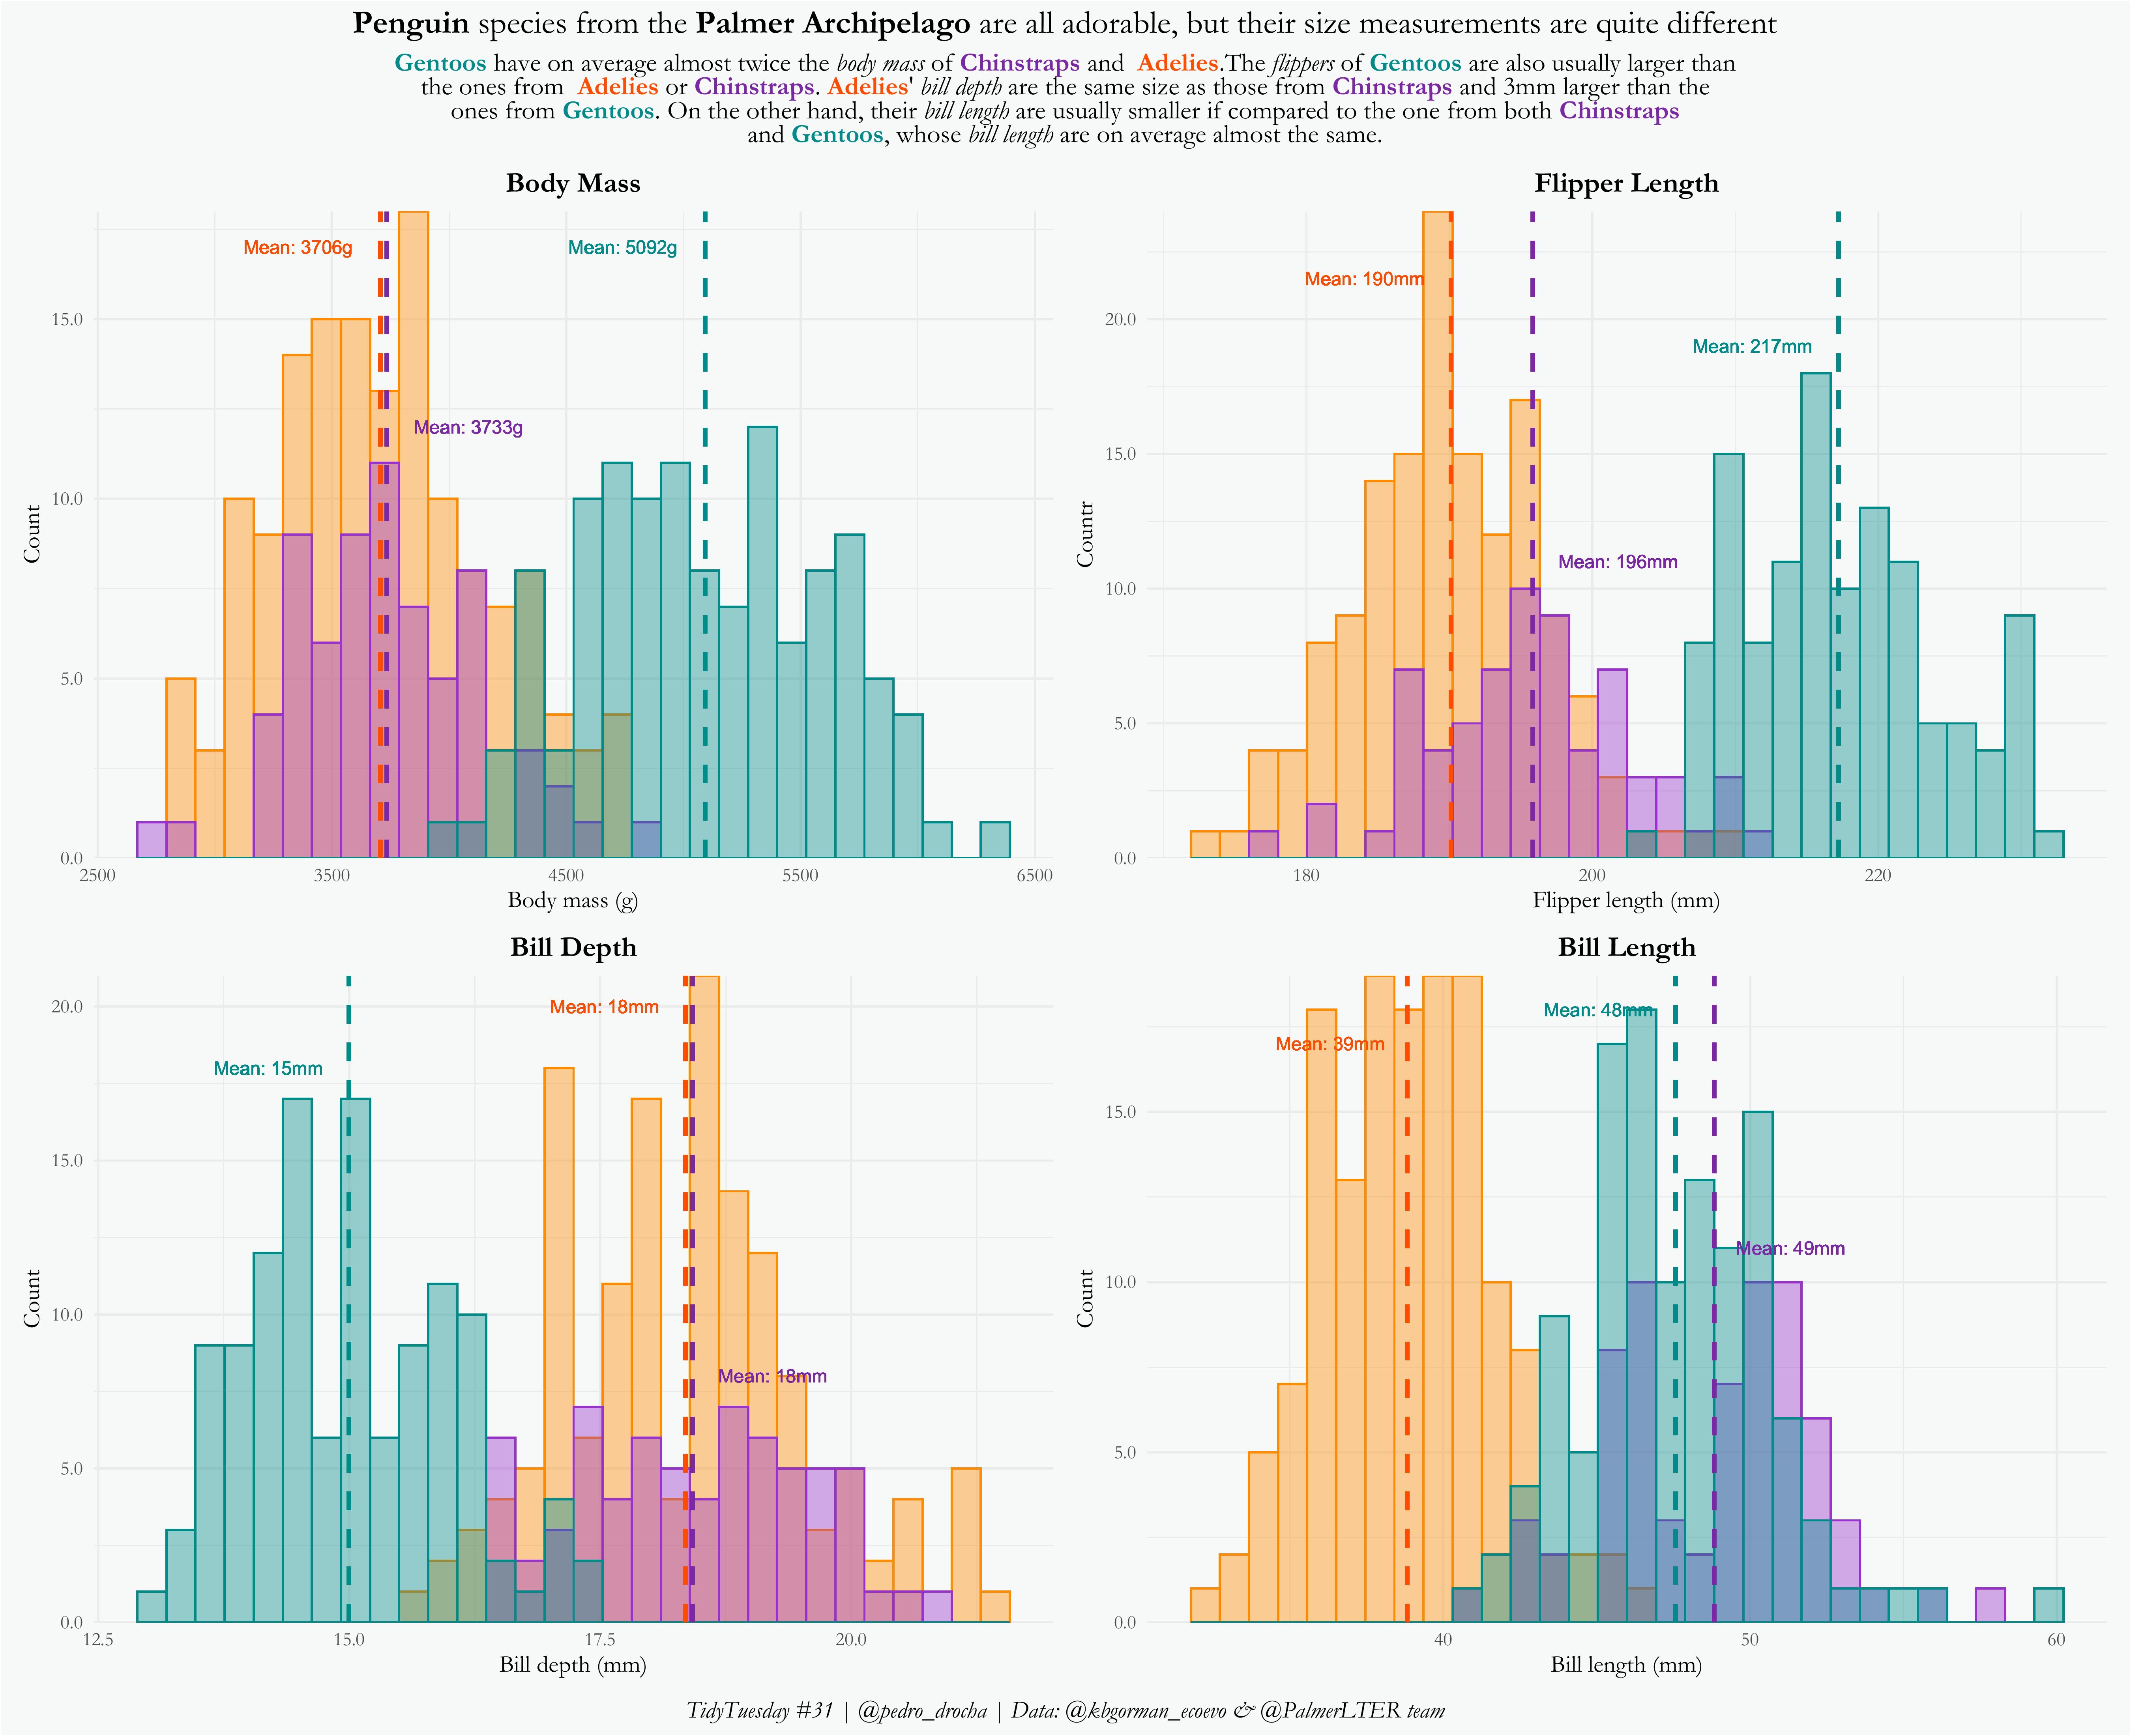 Penguin species from the Palmer Archipelago are all adorable, but their size measurements are quite different
Gentoos have on average almost twice the body mass of Chinstraps and Adelies.The flippers of Gentoos are also usually larger than
the ones from Adelies or Chinstraps. Adelies' bill depth are the same size as those from Chinstraps and 3mm larger than the
ones from Gentoos. On the other hand, their bill length are usually smaller if compared to the one from both Chinstraps
and Gentoos, whose bill length are on average almost the same.
Body Mass
Mean: 3706g
Mean: 5092g
Mean: 3733g
15.0
10.0
5.0
0.0
Count
2500 3500 4500 5500 6500
Body mass (g)
Flipper Length
Mean: 190mm
Mean: 217mm
Mean: 196mm
20.0
15.0
10.0
5.0
0.0
Countr
180 200 220
Flipper length (mm)
Bill Depth
Mean: 18mm
Mean: 15mm
Mean: 18mm
20.0
15.0
10.0
5.0
0.0
Count
12.5 15.0 17.5 20.0
Bill depth (mm)
Bill Length
Mean: 48mm
Mean: 39mm
Mean: 49mm
15.0
10.0
5.0
0.0
Count
40 50 60
Bill length (mm)
TidyTuesday #31 | @pedro_drocha | Data: @kbgorman_ecoevo & @PalmerLTER team